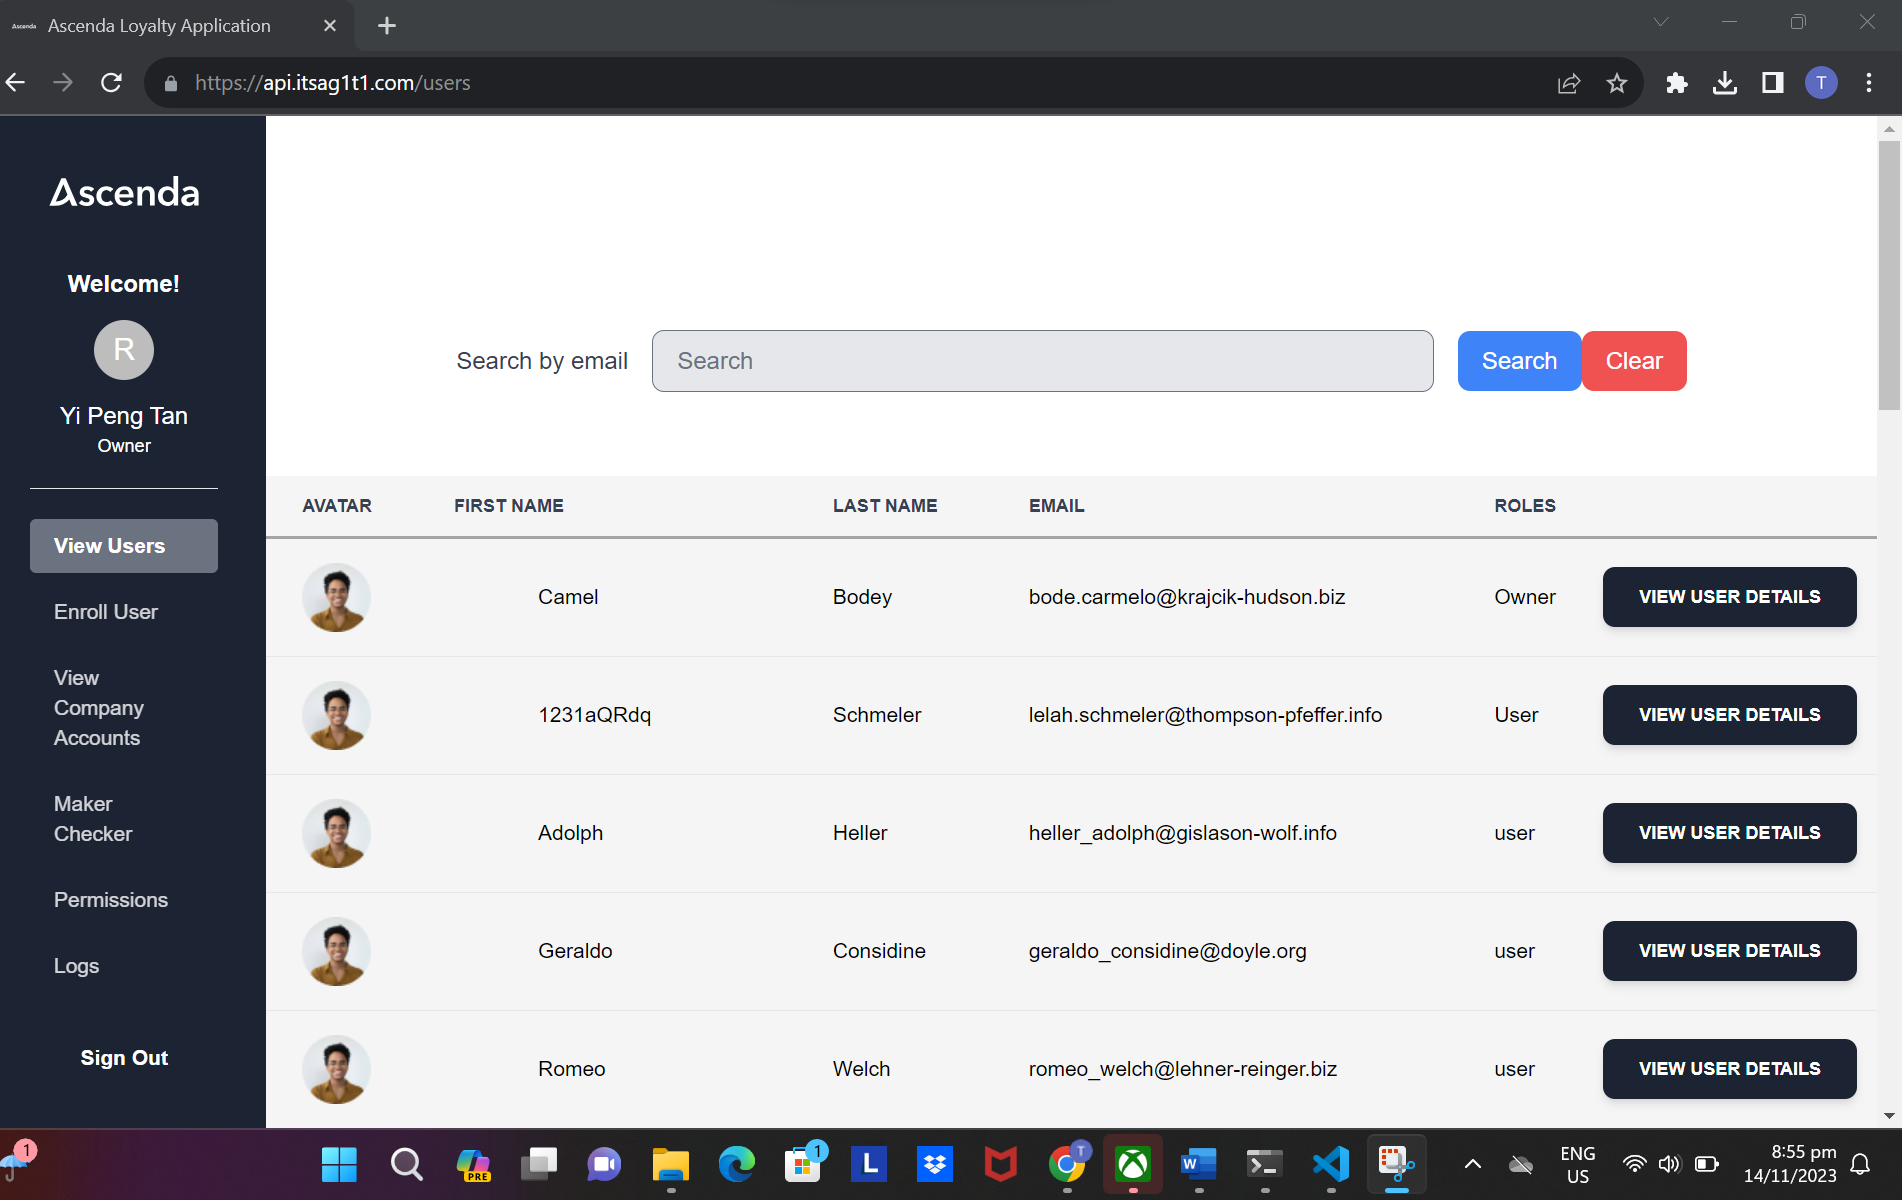 Ascenda Loyalty Application
https://api.itsag1t1.com/users
T
Ascenda
Welcome!
R
Yi Peng Tan
Owner
View Users
Enroll User
View
Company
Accounts
Maker
Checker
Permissions
Logs
Sign Out
Search by email
Search
Search
Clear
AVATAR FIRST NAME LAST NAME EMAIL ROLES
Camel Bodey bode.carmelo@krajcik-hudson.biz Owner VIEW USER DETAILS
1231aQRdq Schmeler lelah.schmeler@thompson-pfeffer.info User VIEW USER DETAILS
Adolph Heller heller_adolph@gislason-wolf.info user VIEW USER DETAILS
Geraldo Considine geraldo_considine@doyle.org user VIEW USER DETAILS
Romeo Welch romeo_welch@lehner-reinger.biz user VIEW USER DETAILS
1
PRE
1
L
T
W
ENG
US
8:55 pm
14/11/2023